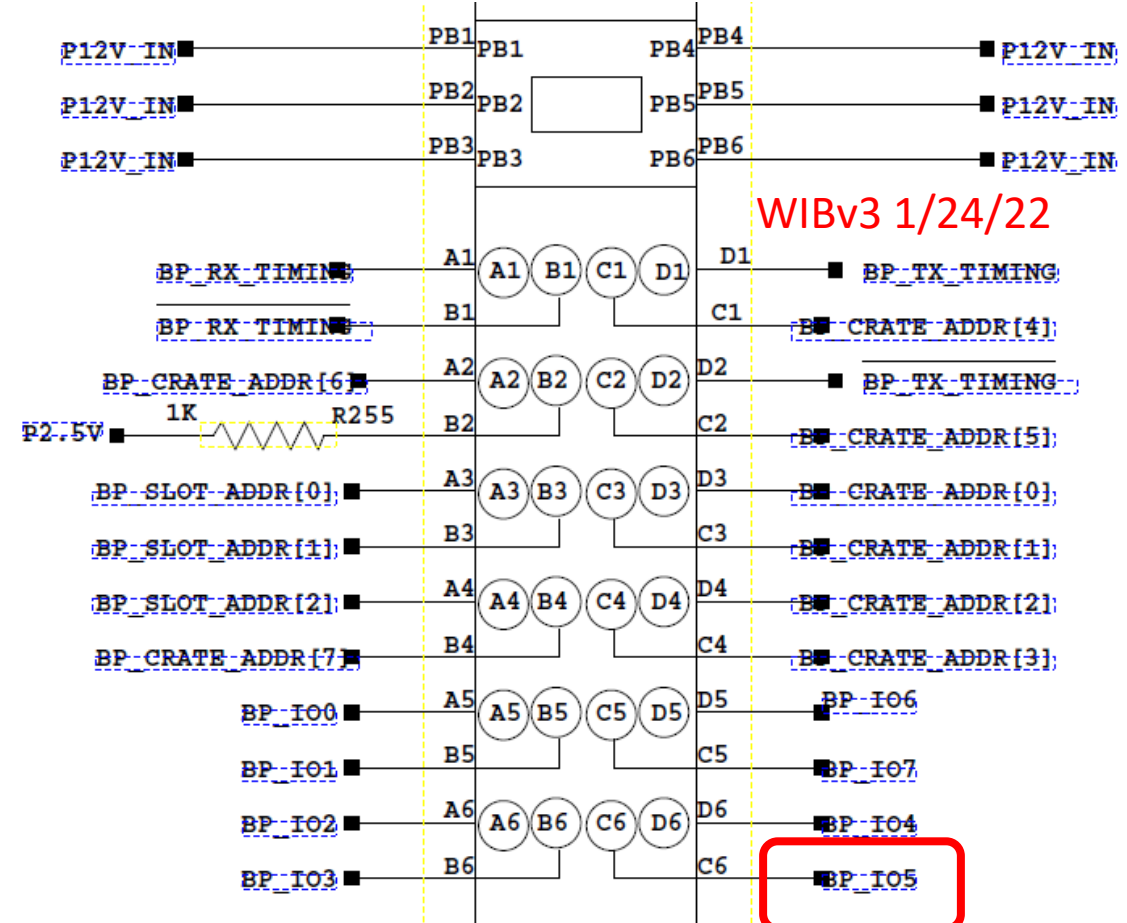 P12V_IN PB1 PB1 PB4 PB4 P12V_IN
P12V_IN PB2 PB2 PB5 PB5 P12V_IN
P12V_IN PB3 PB3 PB6 PB6 P12V_IN
WIBv3 1/24/22
BP_RX_TIMING A1 A1 B1 C1 D1 D1 BP_TX_TIMING
BP_RX_TIMING B1 C1 BP_CRATE_ADDR[4]
BP_CRATE_ADDR[6] A2 A2 B2 C2 D2 D2 BP_TX_TIMING
P2.5V 1K R255 B2 C2 BP_CRATE_ADDR[5]
BP_SLOT_ADDR[0] A3 A3 B3 C3 D3 D3 BP_CRATE_ADDR[0]
BP_SLOT_ADDR[1] B3 C3 BP_CRATE_ADDR[1]
BP_SLOT_ADDR[2] A4 A4 B4 C4 D4 D4 BP_CRATE_ADDR[2]
BP_CRATE_ADDR[7] B4 C4 BP_CRATE_ADDR[3]
BP_IO0 A5 A5 B5 C5 D5 D5 BP_IO6
BP_IO1 B5 C5 BP_IO7
BP_IO2 A6 A6 B6 C6 D6 D6 BP_IO4
BP_IO3 B6 C6 BP_IO5